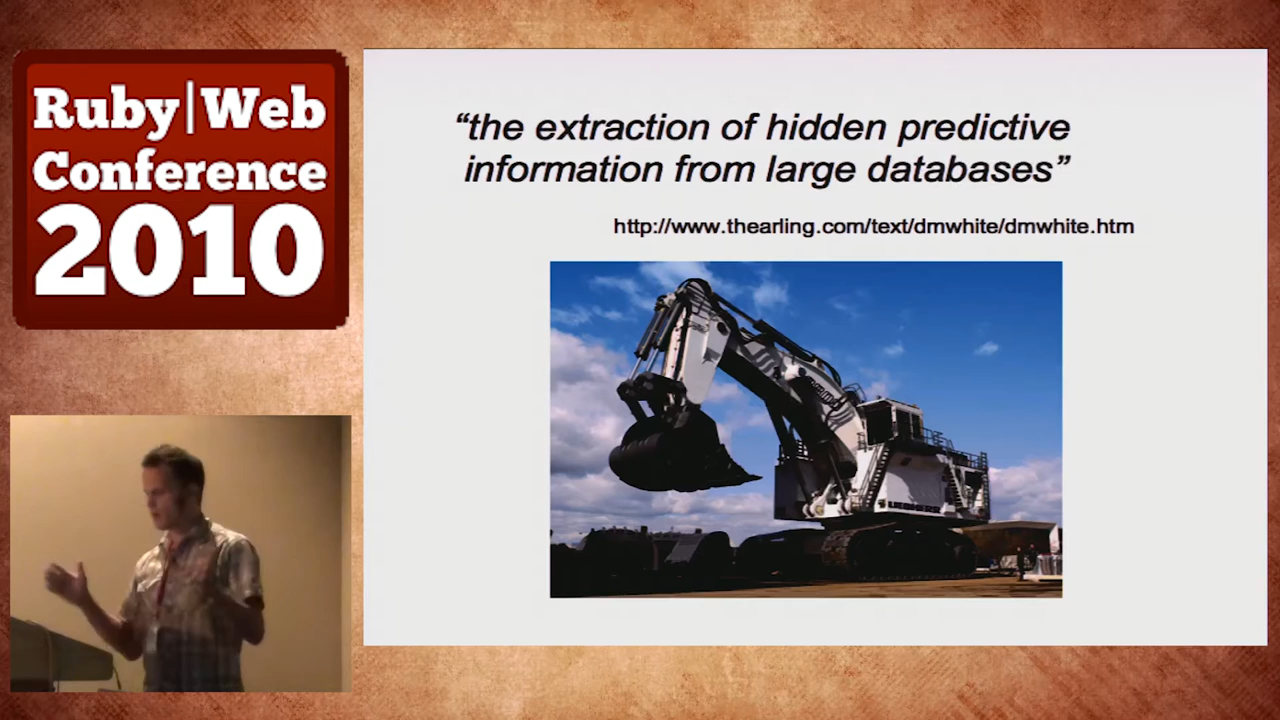 Ruby|Web
Conference
2010
“the extraction of hidden predictive
information from large databases”
http://www.thearling.com/text/dmwhite/dmwhite.htm
LIEBHERR